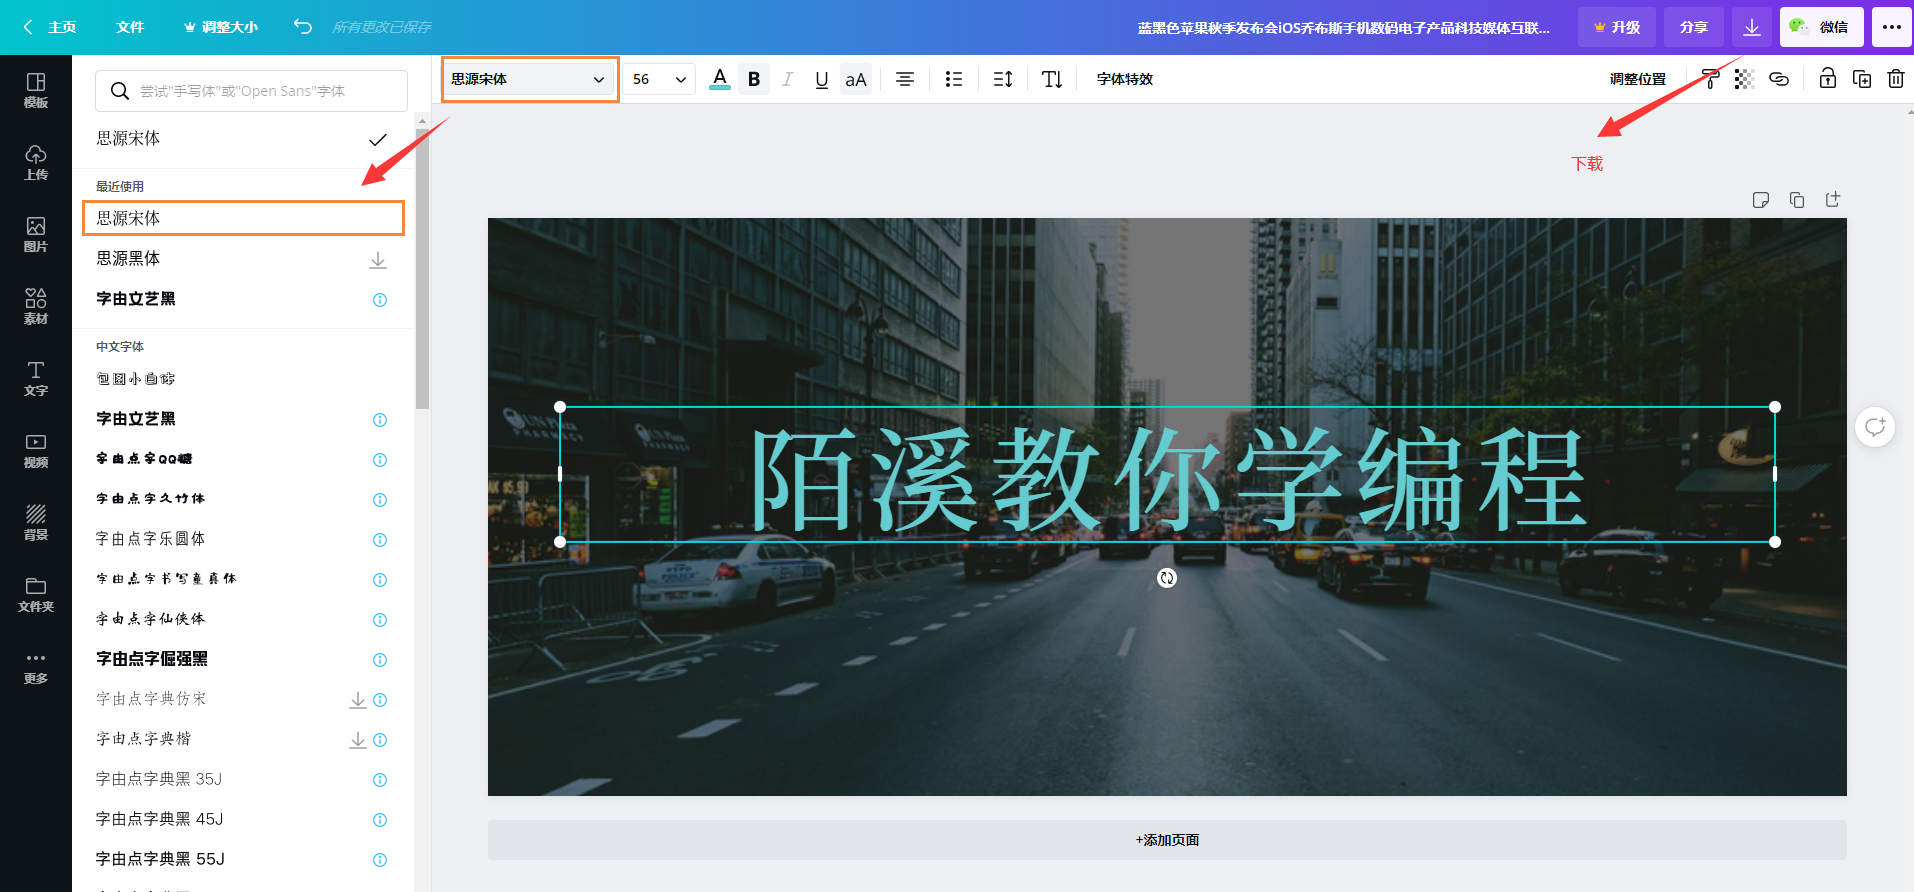 主页
文件
调整大小
所有更改已保存
蓝黑色苹果秋季发布会iOS乔布斯手机数码电子产品科技媒体互联...
升级
分享
微信
模板
上传
图片
素材
文字
视频
背景
文件夹
更多
尝试"手写体"或"Open Sans"字体
思源宋体
最近使用
思源宋体
思源黑体
字由立艺黑
中文字体
包图小白体
字由立艺黑
字由点字QQ糖
字由点字久竹体
字由点字乐圆体
字由点字书写童真体
字由点字仙侠体
字由点字倔强黑
字由点字典仿宋
字由点字典楷
字由点字典黑 35J
字由点字典黑 45J
字由点字典黑 55J
思源宋体
56
A
B
I
U
aA
字体特效
调整位置
下载
陌溪教你学编程
POLICE
+添加页面